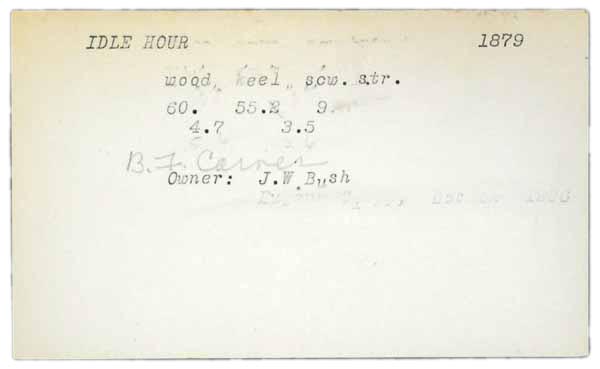 IDLE HOUR 1879
wood, keel, scw. str.
60. 55.2 9.
4.7 3.5
B. F. Carver
Owner: J.W. Bush